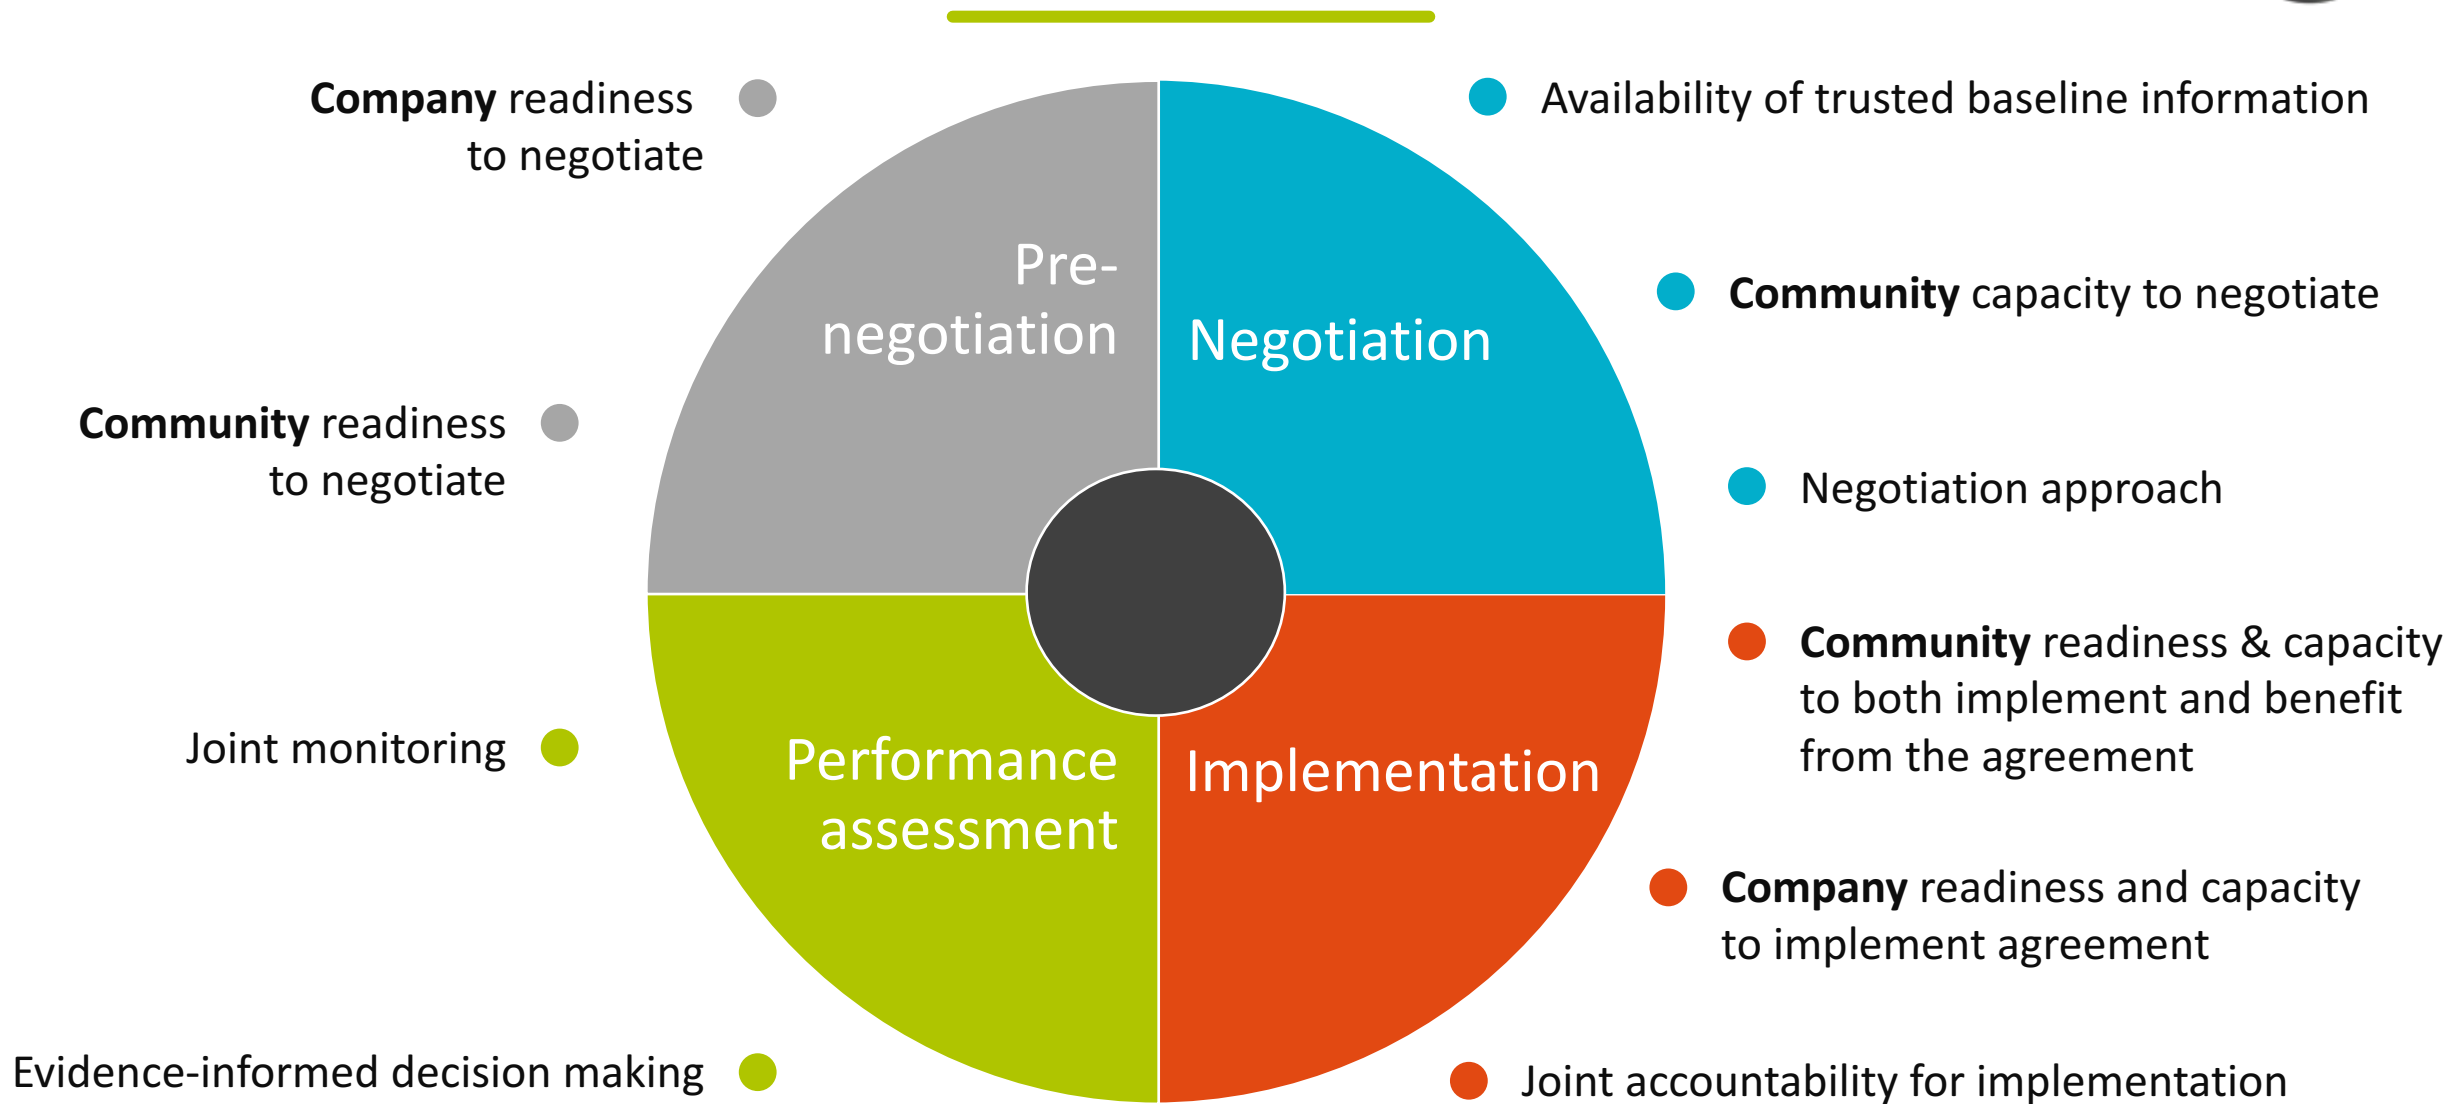 Company readiness
to negotiate
Community readiness
to negotiate
Pre-
negotiation
Negotiation
Availability of trusted baseline information
Community capacity to negotiate
Negotiation approach
Community readiness & capacity
to both implement and benefit
from the agreement
Company readiness and capacity
to implement agreement
Joint accountability for implementation
Implementation
Performance
assessment
Joint monitoring
Evidence-informed decision making